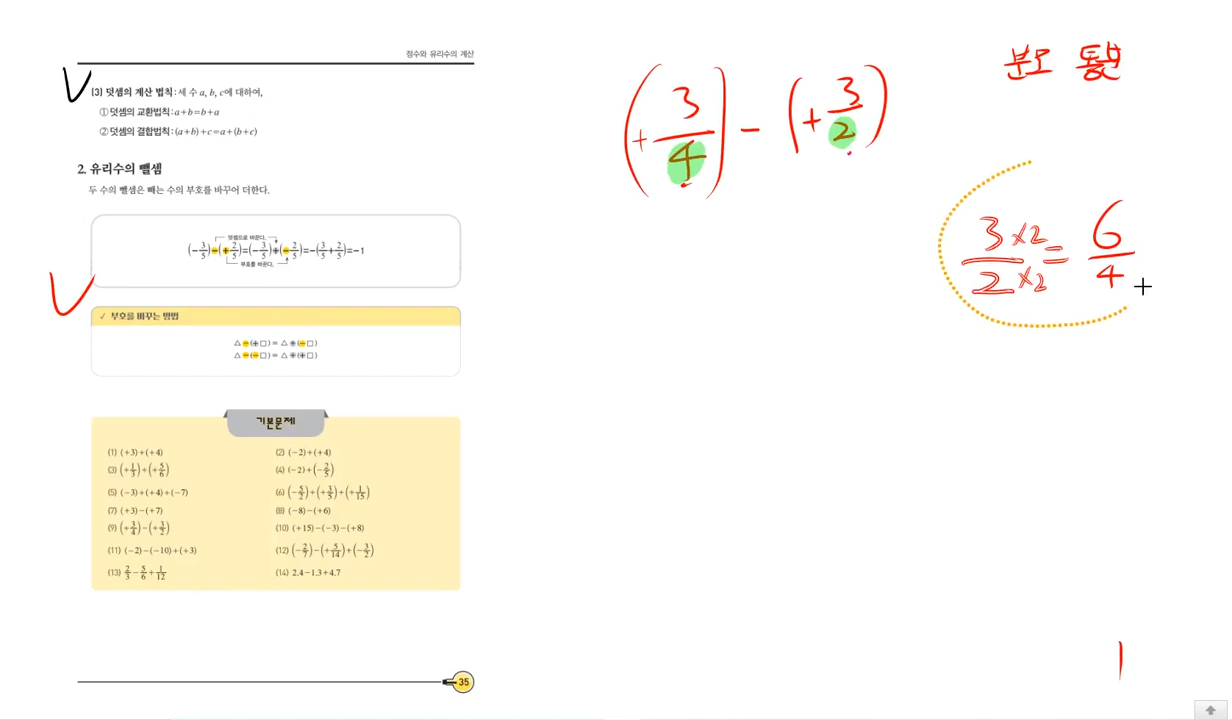 정수와 유리수의 계산
(3) 덧셈의 계산 법칙 : 세 수 a, b, c에 대하여,
① 덧셈의 교환법칙 : a+b=b+a
② 덧셈의 결합법칙 : (a+b)+c=a+(b+c)
2. 유리수의 뺄셈
두 수의 뺄셈은 빼는 수의 부호를 바꾸어 더한다.
덧셈으로 바꾼다.
(-3/5)-(+2/5)=(-3/5)+(-2/5)=-(3/5+2/5)=-1
부호를 바꾼다.
✓ 부호를 바꾸는 방법
△-(+□)= △+(-□)
△-(-□)= △+(+□)
기본문제
(1) (+3)+(+4)
(2) (-2)+(+4)
(3) (+1/3)+(+5/6)
(4) (-2)+(-2/5)
(5) (-3)+(+4)+(-7)
(6) (-5/2)+(+3/5)+(+1/15)
(7) (+3)-(+7)
(8) (-8)-(+6)
(9) (+3/4)-(+3/2)
(10) (+15)-(-3)-(+8)
(11) (-2)-(-10)+(+3)
(12) (-2/7)-(+5/14)+(-3/2)
(13) 2/3-5/6+1/12
(14) 2.4-1.3+4.7
35
(+3/4)-(+3/2)
분모 통분
3×2/2×2=6/4